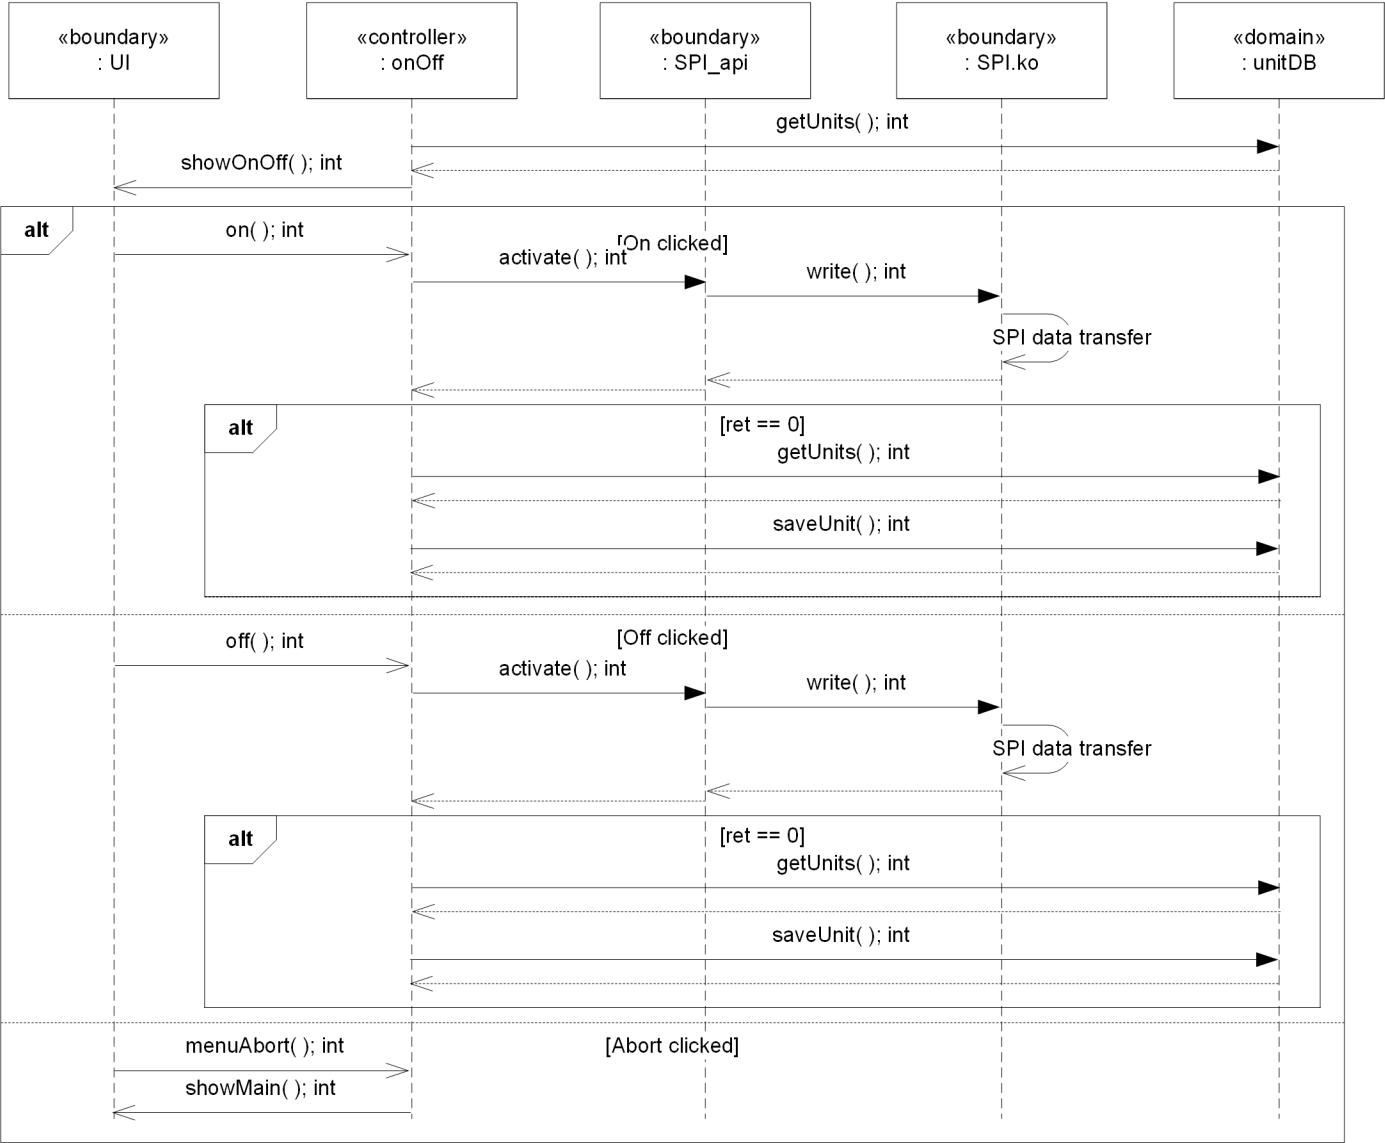 «boundary»
: UI
«controller»
: onOff
«boundary»
: SPI_api
«boundary»
: SPI.ko
«domain»
: unitDB
getUnits( ); int
showOnOff( ); int
alt
on( ); int
[On clicked]
activate( ); int
write( ); int
SPI data transfer
alt
[ret == 0]
getUnits( ); int
saveUnit( ); int
off( ); int
[Off clicked]
activate( ); int
write( ); int
SPI data transfer
alt
[ret == 0]
getUnits( ); int
saveUnit( ); int
menuAbort( ); int
[Abort clicked]
showMain( ); int